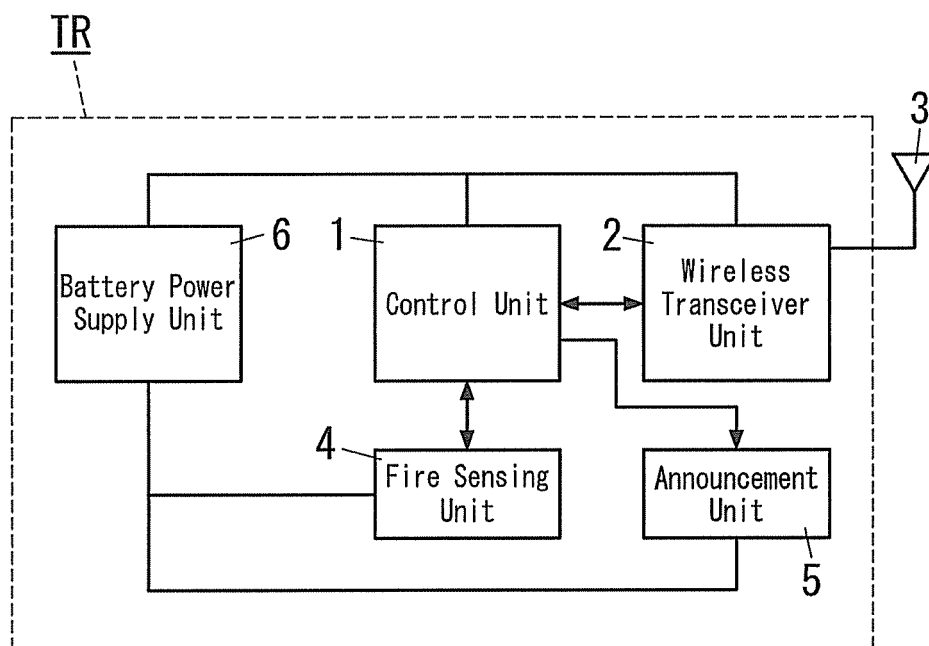 TR
3
6
1
2
Battery Power
Supply Unit
Control Unit
Wireless
Transceiver
Unit
4
Fire Sensing
Unit
Announcement
Unit
5